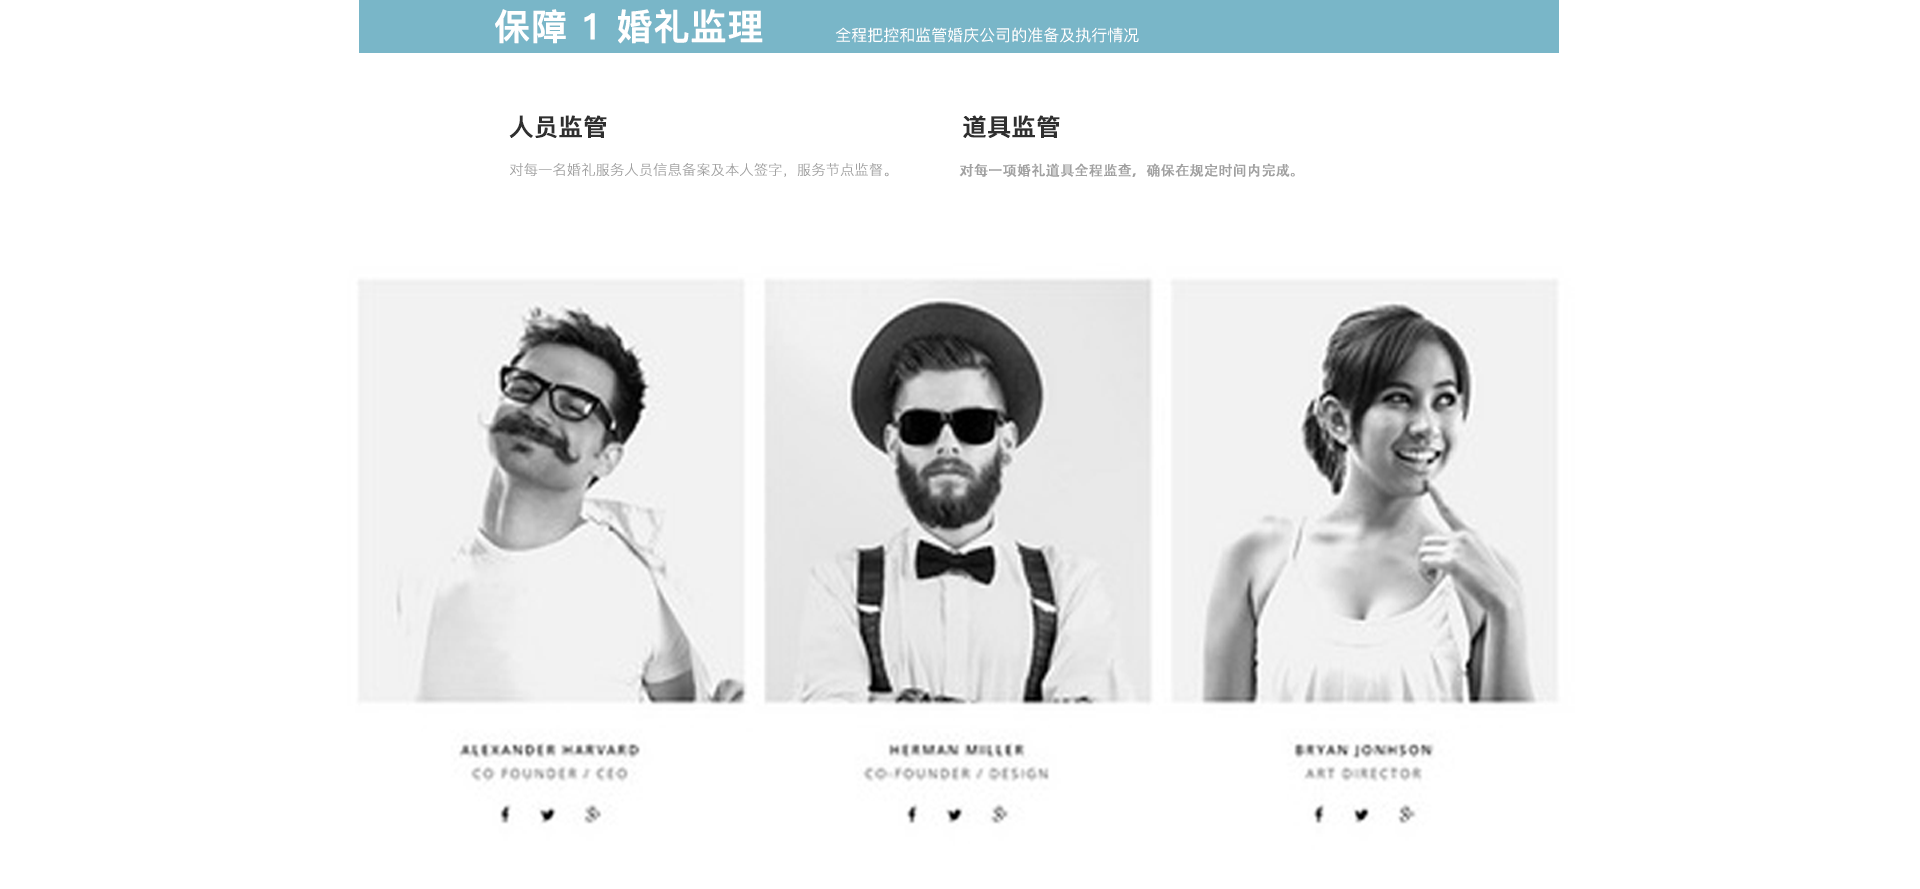 保障 1 婚礼监理
全程把控和监管婚庆公司的准备及执行情况
人员监管
对每一名婚礼服务人员信息备案及本人签字，服务节点监督。
道具监管
对每一项婚礼道具全程监查，确保在规定时间内完成。
ALEXANDER HARVARD
CO FOUNDER / CEO
HERMAN MILLER
CO-FOUNDER / DESIGN
BRYAN JONHSON
ART DIRECTOR